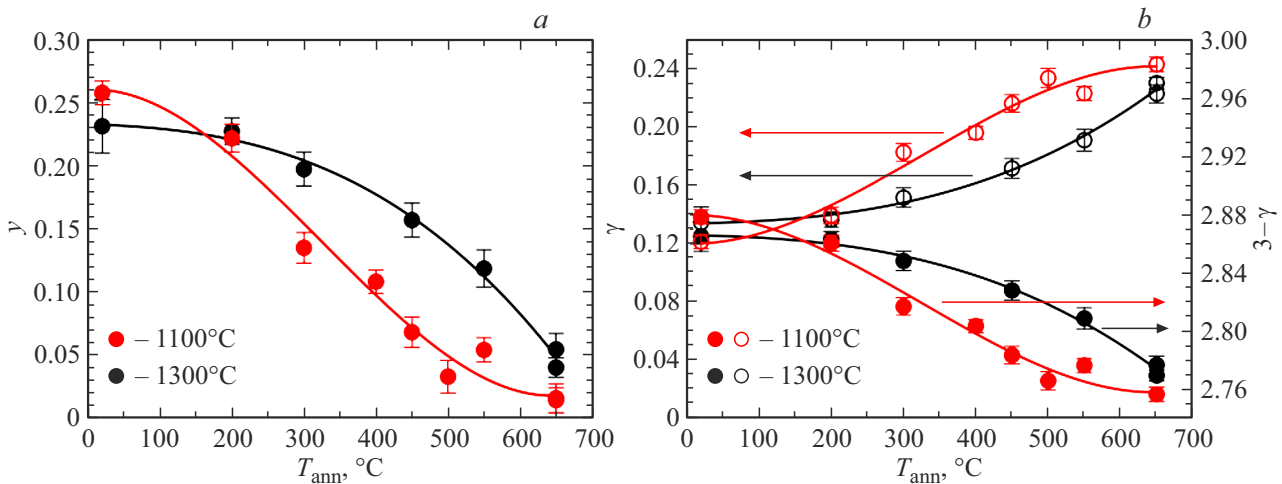 a
0.30
0.25
0.20
0.15
0.10
0.05
0
y
– 1100°C
– 1300°C
0 100 200 300 400 500 600 700
T_ann, °C
b
0.24
0.20
0.16
0.12
0.08
0.04
0
γ
3.00
2.96
2.92
2.88
2.84
2.80
2.76
3–γ
– 1100°C
– 1300°C
0 100 200 300 400 500 600 700
T_ann, °C